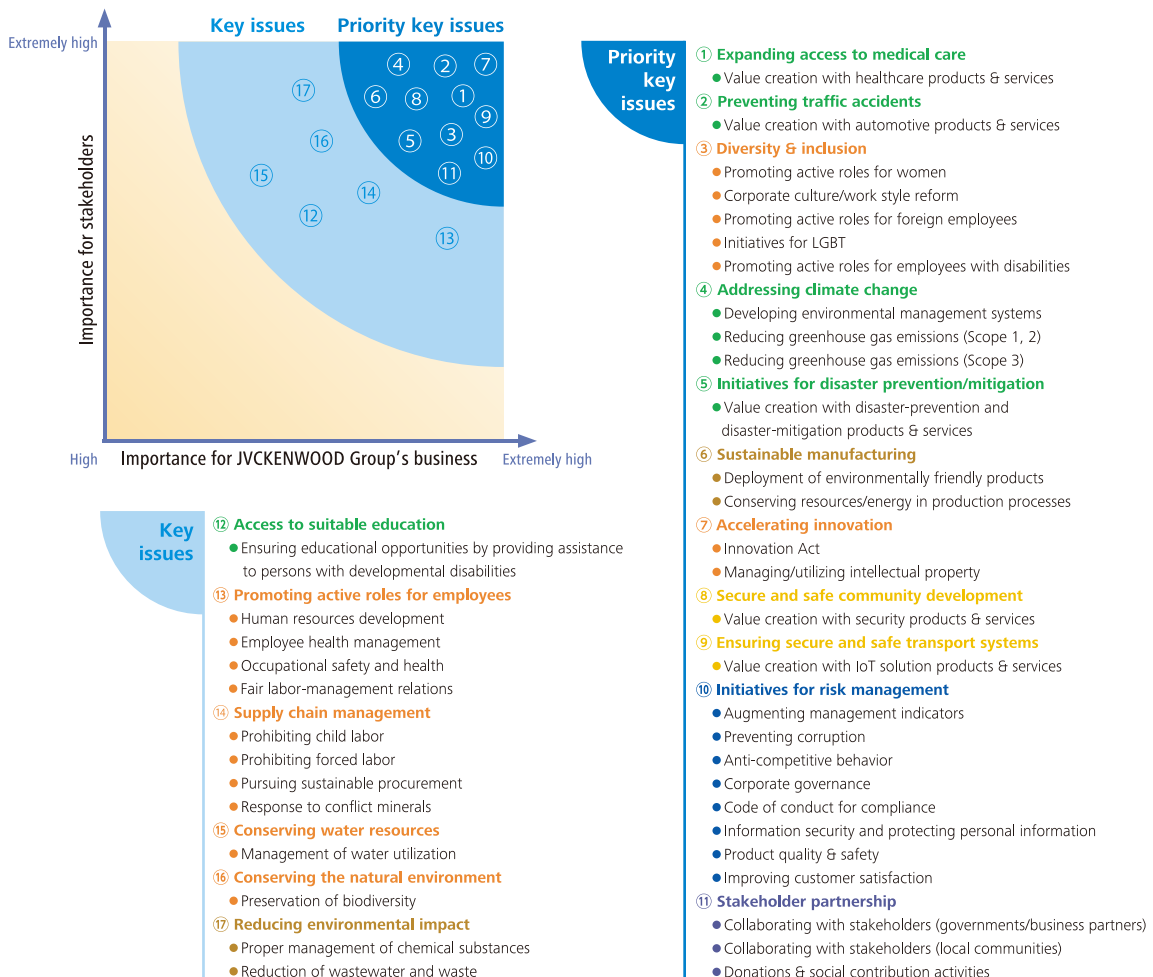 Key issues
Priority key issues
Extremely high
④ ② ⑦
⑰ ⑥ ⑧ ①
⑨
⑯ ⑤ ③
⑩
⑮ ⑭ ⑪
⑫
⑬
Importance for stakeholders
High
Importance for JVCKENWOOD Group's business
Extremely high
Key
issues
⑫ Access to suitable education
● Ensuring educational opportunities by providing assistance
to persons with developmental disabilities
⑬ Promoting active roles for employees
● Human resources development
● Employee health management
● Occupational safety and health
● Fair labor-management relations
⑭ Supply chain management
● Prohibiting child labor
● Prohibiting forced labor
● Pursuing sustainable procurement
● Response to conflict minerals
⑮ Conserving water resources
● Management of water utilization
⑯ Conserving the natural environment
● Preservation of biodiversity
⑰ Reducing environmental impact
● Proper management of chemical substances
● Reduction of wastewater and waste
Priority
key
issues
① Expanding access to medical care
● Value creation with healthcare products & services
② Preventing traffic accidents
● Value creation with automotive products & services
③ Diversity & inclusion
● Promoting active roles for women
● Corporate culture/work style reform
● Promoting active roles for foreign employees
● Initiatives for LGBT
● Promoting active roles for employees with disabilities
④ Addressing climate change
● Developing environmental management systems
● Reducing greenhouse gas emissions (Scope 1, 2)
● Reducing greenhouse gas emissions (Scope 3)
⑤ Initiatives for disaster prevention/mitigation
● Value creation with disaster-prevention and
disaster-mitigation products & services
⑥ Sustainable manufacturing
● Deployment of environmentally friendly products
● Conserving resources/energy in production processes
⑦ Accelerating innovation
● Innovation Act
● Managing/utilizing intellectual property
⑧ Secure and safe community development
● Value creation with security products & services
⑨ Ensuring secure and safe transport systems
● Value creation with IoT solution products & services
⑩ Initiatives for risk management
● Augmenting management indicators
● Preventing corruption
● Anti-competitive behavior
● Corporate governance
● Code of conduct for compliance
● Information security and protecting personal information
● Product quality & safety
● Improving customer satisfaction
⑪ Stakeholder partnership
● Collaborating with stakeholders (governments/business partners)
● Collaborating with stakeholders (local communities)
● Donations & social contribution activities